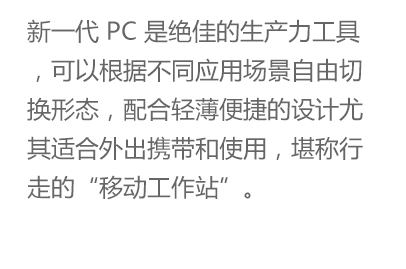 新一代 PC 是绝佳的生产力工具
，可以根据不同应用场景自由切
换形态，配合轻薄便捷的设计尤
其适合外出携带和使用，堪称行
走的“移动工作站”。